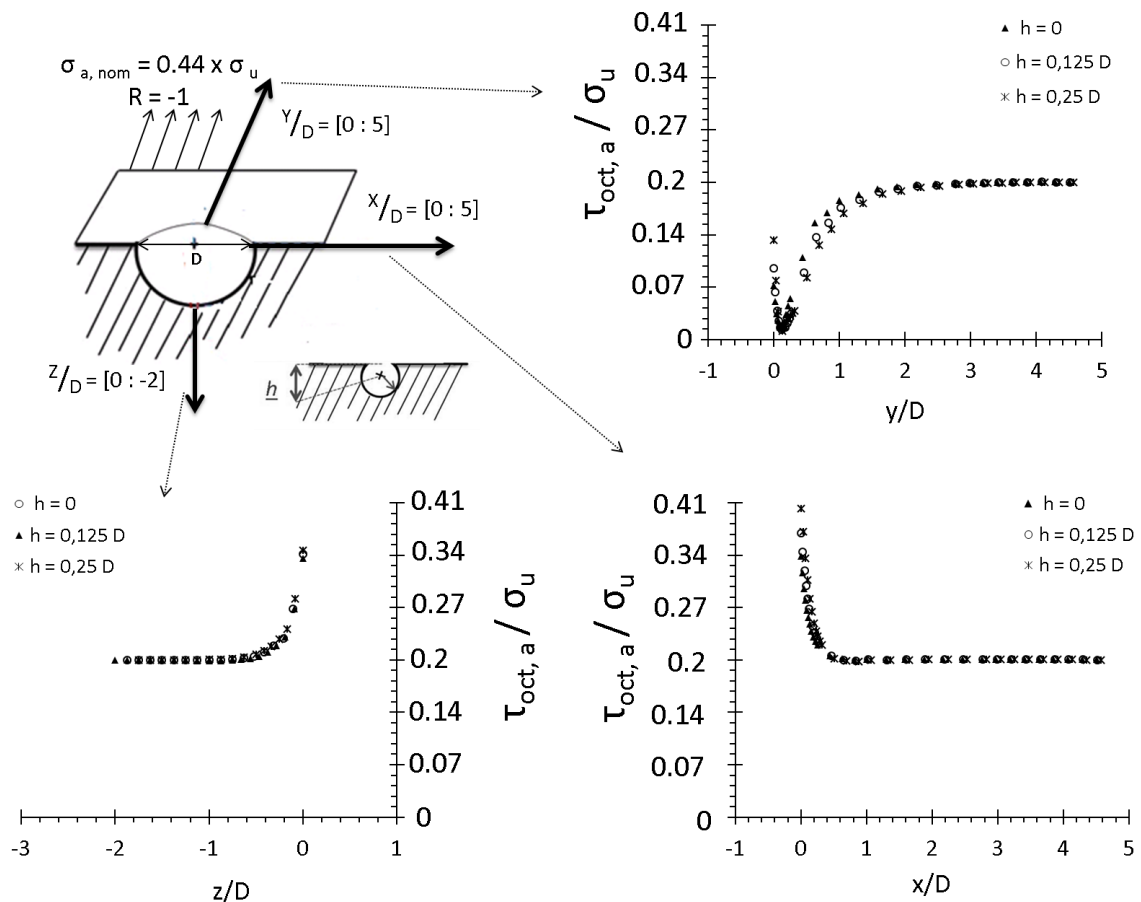 σ a, nom = 0.44 x σ u
R = -1
Y/D = [0 : 5]
X/D = [0 : 5]
D
r
Z/D = [0 : -2]
h
τoct, a / σu
0.41
0.34
0.27
0.2
0.14
0.07
0
-1 0 1 2 3 4 5
y/D
▲ h = 0
○ h = 0,125 D
ж h = 0,25 D
○ h = 0
▲ h = 0,125 D
ж h = 0,25 D
0.41
0.34
0.27
0.2
0.14
0.07
0
τoct, a / σu
-3 -2 -1 0 1
z/D
τoct, a / σu
0.41
0.34
0.27
0.2
0.14
0.07
0
-1 0 1 2 3 4 5
x/D
▲ h = 0
○ h = 0,125 D
ж h = 0,25 D